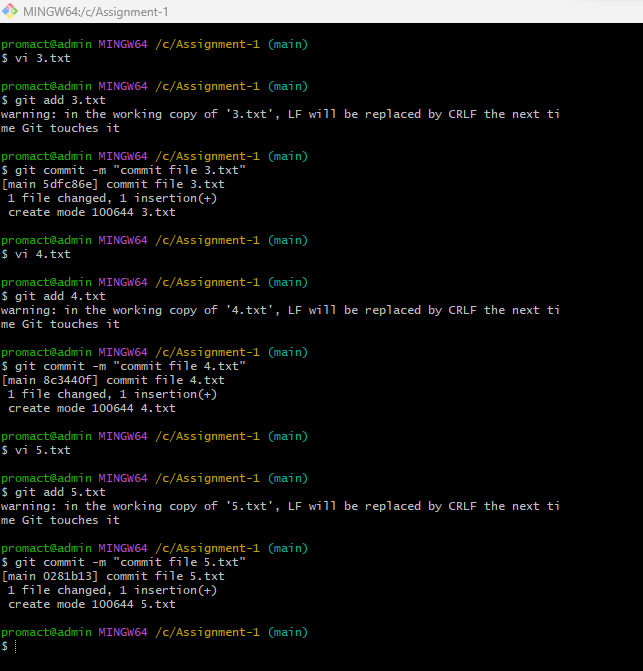 MINGW64:/c/Assignment-1
promact@admin MINGW64 /c/Assignment-1 (main)
$ vi 3.txt
promact@admin MINGW64 /c/Assignment-1 (main)
$ git add 3.txt
warning: in the working copy of '3.txt', LF will be replaced by CRLF the next ti
me Git touches it
promact@admin MINGW64 /c/Assignment-1 (main)
$ git commit -m "commit file 3.txt"
[main 5dfc86e] commit file 3.txt
 1 file changed, 1 insertion(+)
 create mode 100644 3.txt
promact@admin MINGW64 /c/Assignment-1 (main)
$ vi 4.txt
promact@admin MINGW64 /c/Assignment-1 (main)
$ git add 4.txt
warning: in the working copy of '4.txt', LF will be replaced by CRLF the next ti
me Git touches it
promact@admin MINGW64 /c/Assignment-1 (main)
$ git commit -m "commit file 4.txt"
[main 8c3440f] commit file 4.txt
 1 file changed, 1 insertion(+)
 create mode 100644 4.txt
promact@admin MINGW64 /c/Assignment-1 (main)
$ vi 5.txt
promact@admin MINGW64 /c/Assignment-1 (main)
$ git add 5.txt
warning: in the working copy of '5.txt', LF will be replaced by CRLF the next ti
me Git touches it
promact@admin MINGW64 /c/Assignment-1 (main)
$ git commit -m "commit file 5.txt"
[main 0281b13] commit file 5.txt
 1 file changed, 1 insertion(+)
 create mode 100644 5.txt
promact@admin MINGW64 /c/Assignment-1 (main)
$